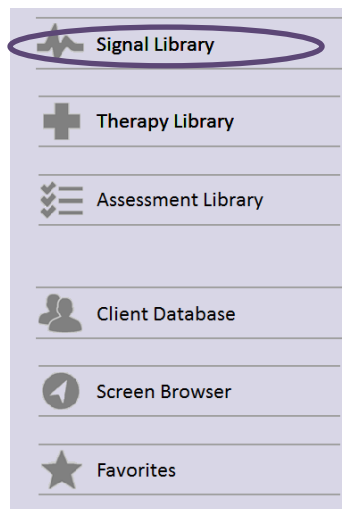 Signal Library
Therapy Library
Assessment Library
Client Database
Screen Browser
Favorites